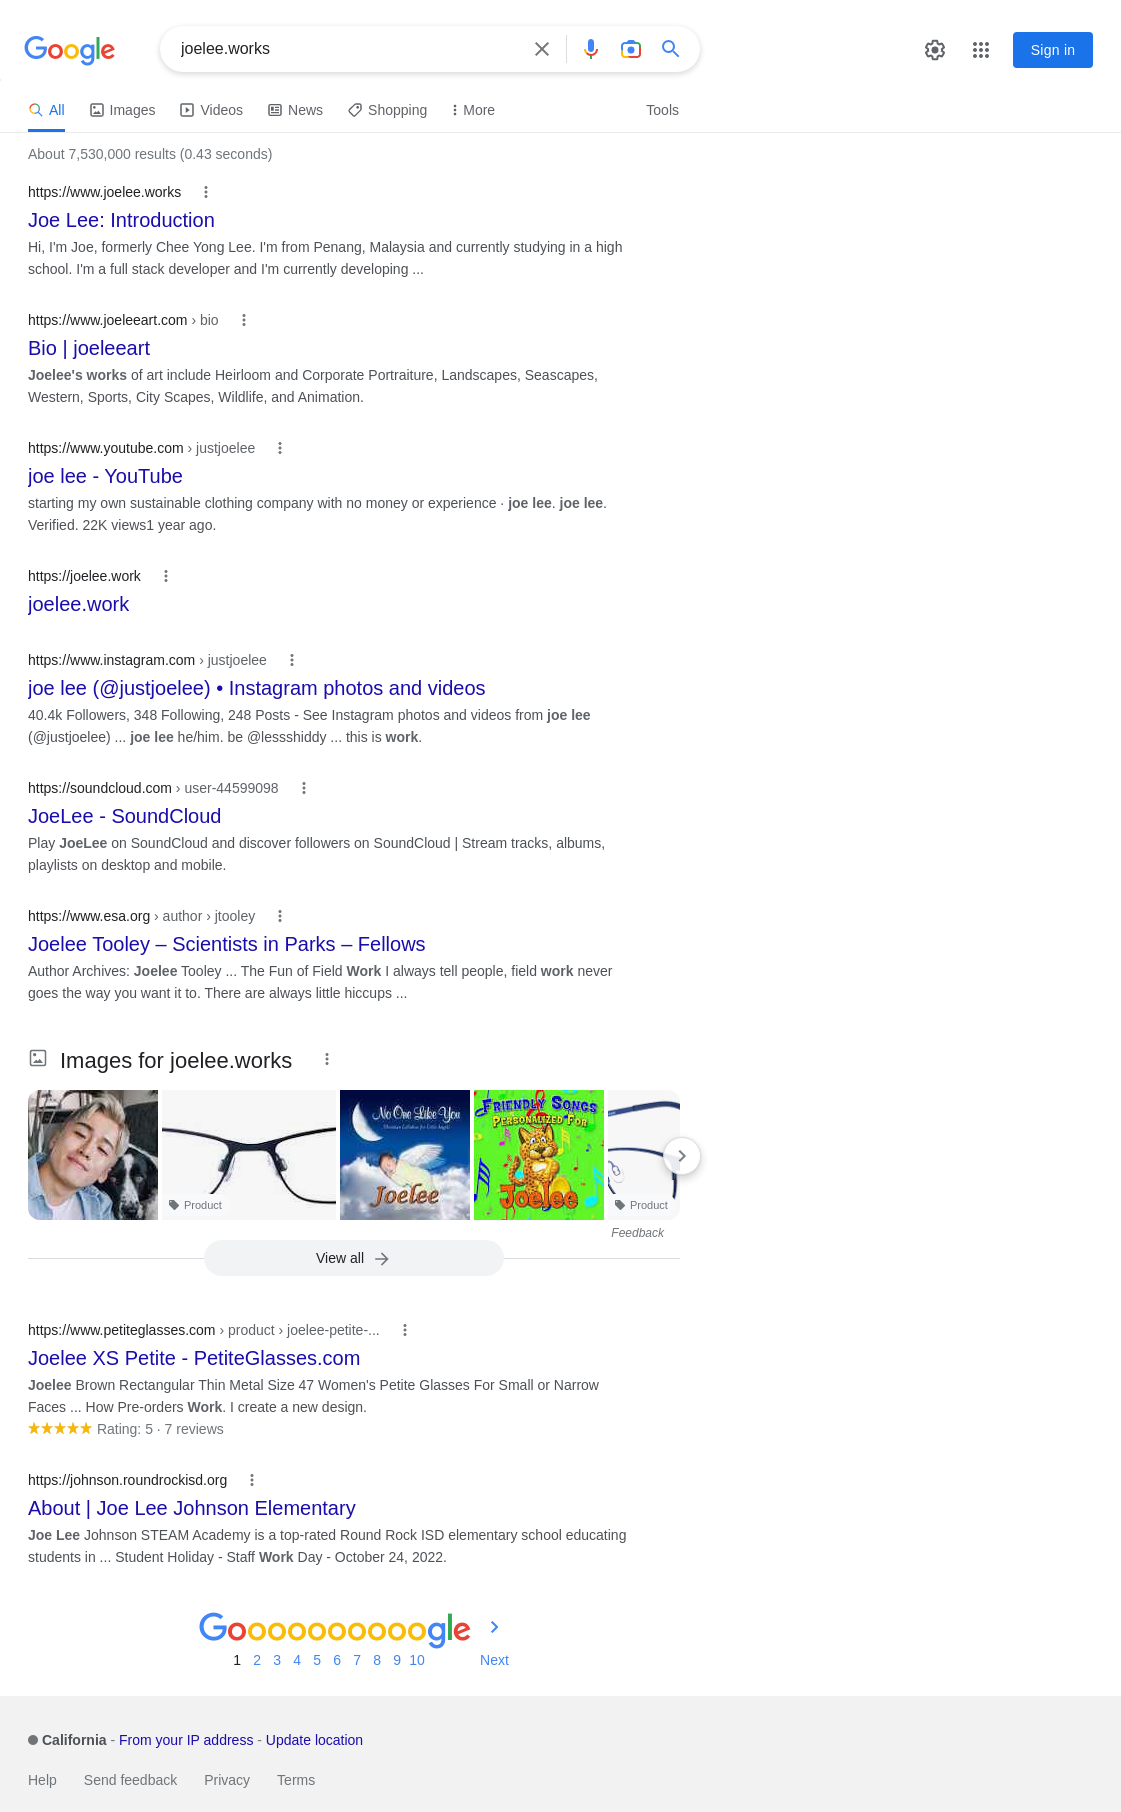 Google
joelee.works
Sign in
All
Images
Videos
News
Shopping
More
Tools
About 7,530,000 results (0.43 seconds)
https://www.joelee.works
Joe Lee: Introduction
Hi, I'm Joe, formerly Chee Yong Lee. I'm from Penang, Malaysia and currently studying in a high
school. I'm a full stack developer and I'm currently developing ...
https://www.joeleeart.com › bio
Bio | joeleeart
Joelee's works of art include Heirloom and Corporate Portraiture, Landscapes, Seascapes,
Western, Sports, City Scapes, Wildlife, and Animation.
https://www.youtube.com › justjoelee
joe lee - YouTube
starting my own sustainable clothing company with no money or experience · joe lee. joe lee.
Verified. 22K views1 year ago.
https://joelee.work
joelee.work
https://www.instagram.com › justjoelee
joe lee (@justjoelee) • Instagram photos and videos
40.4k Followers, 348 Following, 248 Posts - See Instagram photos and videos from joe lee
(@justjoelee) ... joe lee he/him. be @lessshiddy ... this is work.
https://soundcloud.com › user-44599098
JoeLee - SoundCloud
Play JoeLee on SoundCloud and discover followers on SoundCloud | Stream tracks, albums,
playlists on desktop and mobile.
https://www.esa.org › author › jtooley
Joelee Tooley – Scientists in Parks – Fellows
Author Archives: Joelee Tooley ... The Fun of Field Work I always tell people, field work never
goes the way you want it to. There are always little hiccups ...
Images for joelee.works
Product
No One Like You
Christian Lullabies for Little Angels
Joelee
FRIENDLY SONGS
PERSONALIZED FOR
Joelee
Product
Feedback
View all
https://www.petiteglasses.com › product › joelee-petite-...
Joelee XS Petite - PetiteGlasses.com
Joelee Brown Rectangular Thin Metal Size 47 Women's Petite Glasses For Small or Narrow
Faces ... How Pre-orders Work. I create a new design.
Rating: 5 · 7 reviews
https://johnson.roundrockisd.org
About | Joe Lee Johnson Elementary
Joe Lee Johnson STEAM Academy is a top-rated Round Rock ISD elementary school educating
students in ... Student Holiday - Staff Work Day - October 24, 2022.
Goooooooooogle
1 2 3 4 5 6 7 8 9 10 Next
California - From your IP address - Update location
Help Send feedback Privacy Terms